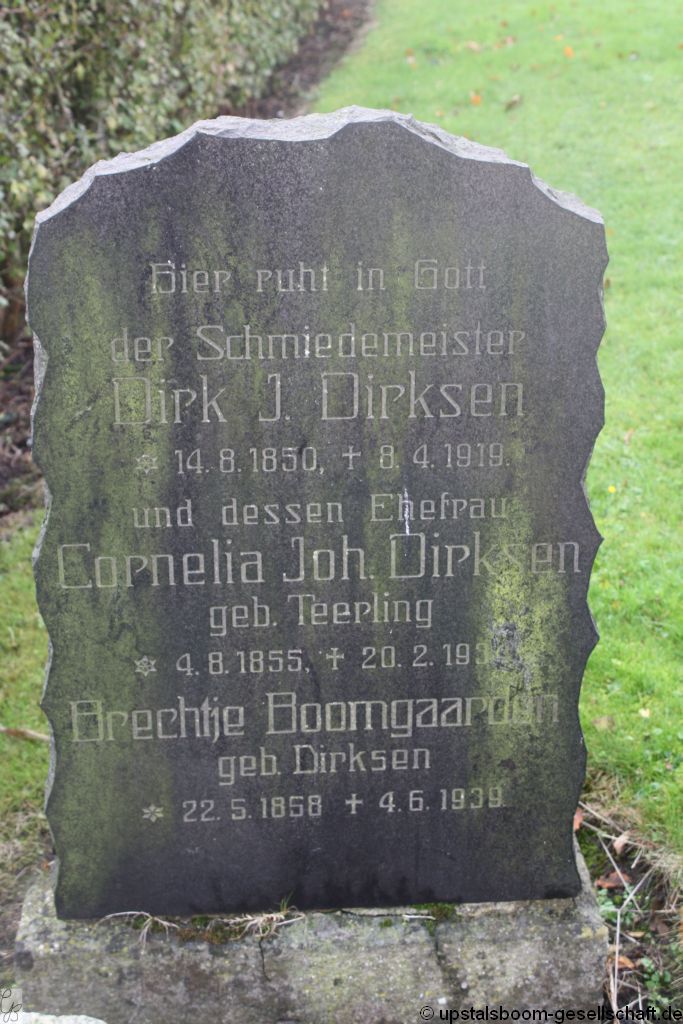 Hier ruht in Gott
der Schmiedemeister
Dirk J. Dirksen
✡ 14.8.1850, ✝ 8.4.1919.
und dessen Ehefrau
Cornelia Joh. Dirksen
geb. Teerling
✡ 4.8.1855, ✝ 20.2.
Brechtje Boomgaarden
geb. Dirksen
✡ 22.5.1858 ✝ 4.6.1939.
© upstalsboom-gesellschaft.de